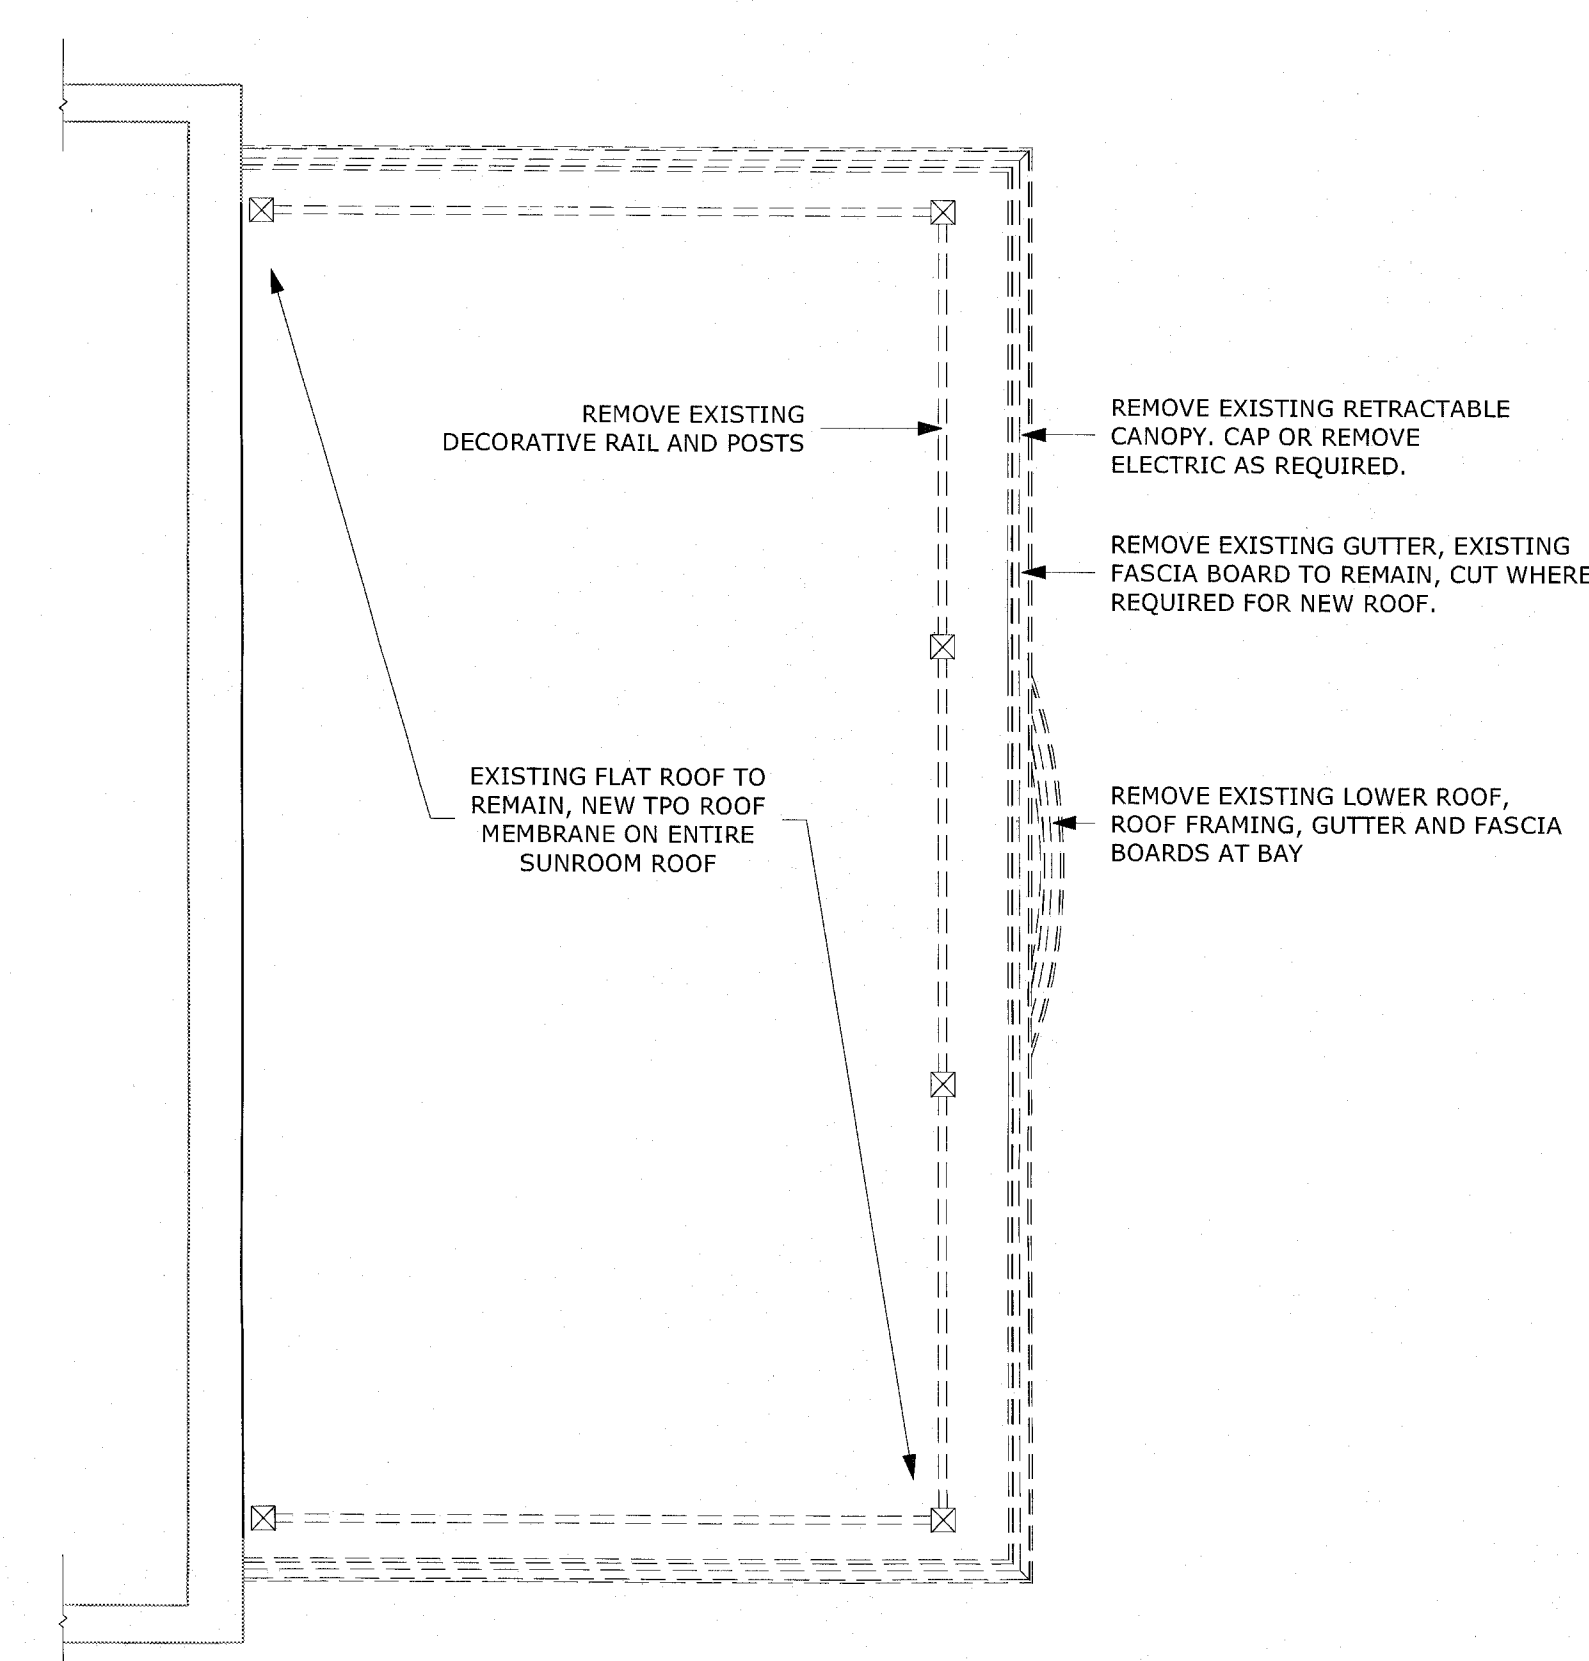 REMOVE EXISTING
DECORATIVE RAIL AND POSTS
REMOVE EXISTING RETRACTABLE
CANOPY. CAP OR REMOVE
ELECTRIC AS REQUIRED.
REMOVE EXISTING GUTTER, EXISTING
FASCIA BOARD TO REMAIN, CUT WHERE
REQUIRED FOR NEW ROOF.
EXISTING FLAT ROOF TO
REMAIN, NEW TPO ROOF
MEMBRANE ON ENTIRE
SUNROOM ROOF
REMOVE EXISTING LOWER ROOF,
ROOF FRAMING, GUTTER AND FASCIA
BOARDS AT BAY